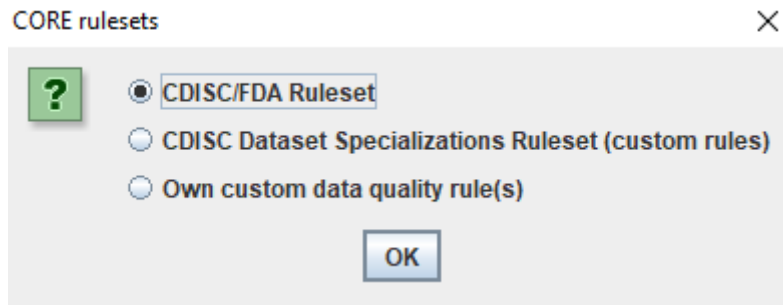 CORE rulesets
?
CDISC/FDA Ruleset
CDISC Dataset Specializations Ruleset (custom rules)
Own custom data quality rule(s)
OK